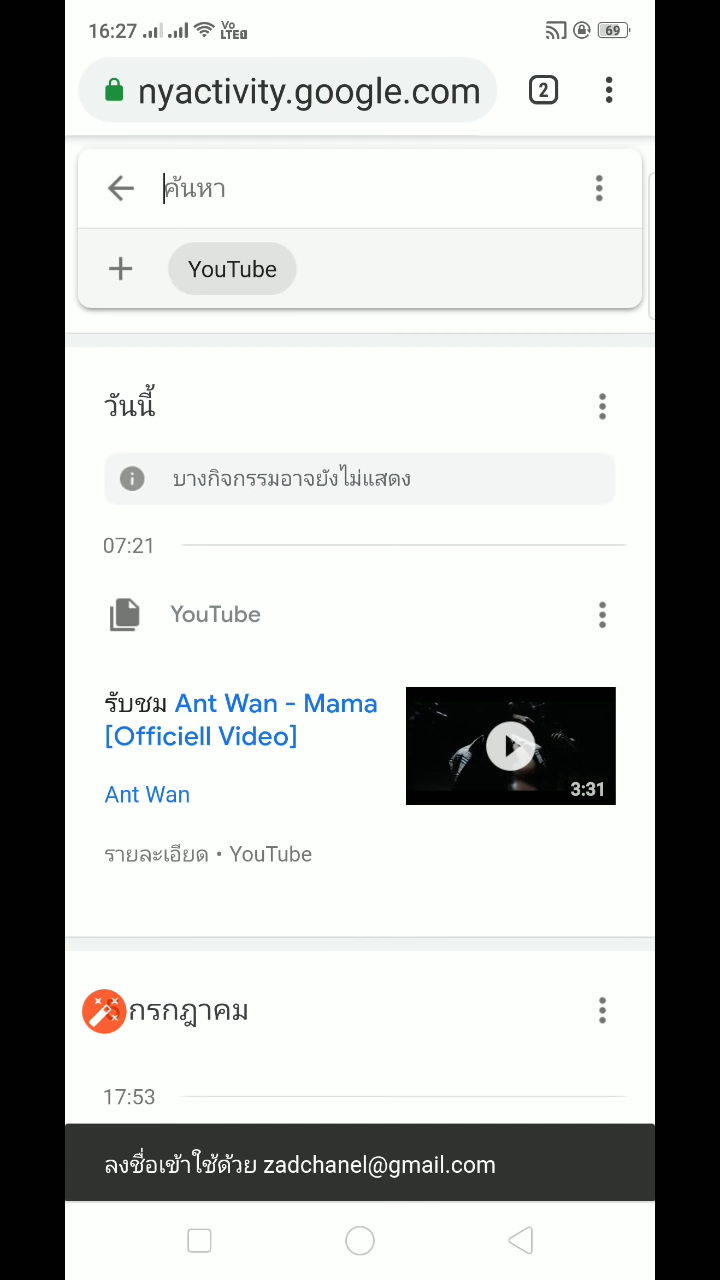 16:27 Vo LTE 69
nyactivity.google.com 2
ค้นหา
YouTube
วันนี้
บางกิจกรรมอาจยังไม่แสดง
07:21
YouTube
รับชม Ant Wan - Mama
[Officiell Video]
3:31
Ant Wan
รายละเอียด • YouTube
กรกฎาคม
17:53
ลงชื่อเข้าใช้ด้วย zadchanel@gmail.com